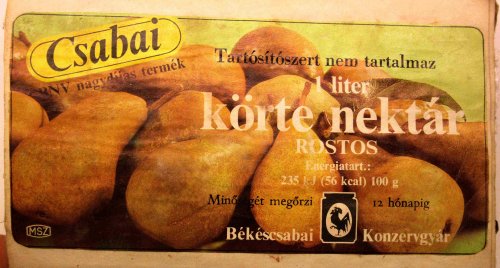 Csabai
BNV nagydíjas termék
Tartósítószert nem tartalmaz
1 liter
körte nektár
ROSTOS
Energiatart.:
235 kJ (56 kcal) 100 g
Minőségét megőrzi 12 hónapig
Békéscsabai Konzervgyár
MSZ